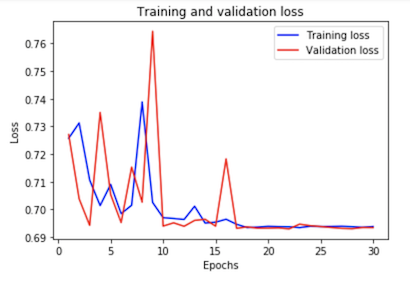 Training and validation loss
Training loss
Validation loss
0.76
0.75
0.74
0.73
0.72
0.71
0.70
0.69
Loss
0 5 10 15 20 25 30
Epochs